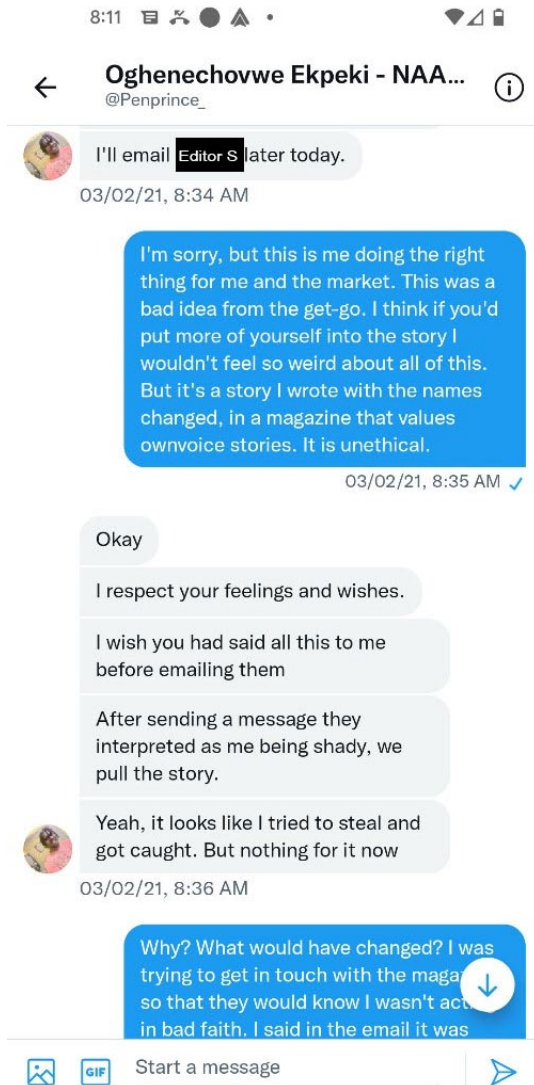 8:11
Oghenechovwe Ekpeki - NAA...
@Penprince_
I'll email Editor S later today.
03/02/21, 8:34 AM
I'm sorry, but this is me doing the right
thing for me and the market. This was a
bad idea from the get-go. I think if you'd
put more of yourself into the story I
wouldn't feel so weird about all of this.
But it's a story I wrote with the names
changed, in a magazine that values
ownvoice stories. It is unethical.
03/02/21, 8:35 AM
Okay
I respect your feelings and wishes.
I wish you had said all this to me
before emailing them
After sending a message they
interpreted as me being shady, we
pull the story.
Yeah, it looks like I tried to steal and
got caught. But nothing for it now
03/02/21, 8:36 AM
Why? What would have changed? I was
trying to get in touch with the
so that they would know I wasn't
in bad faith. I said in the email it was
GIF
Start a message